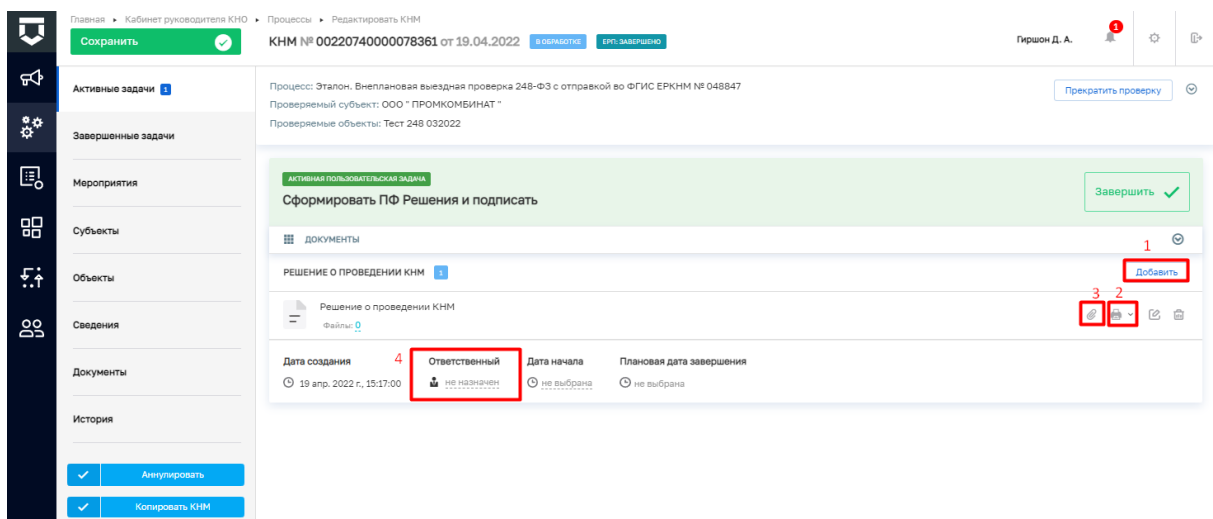 Главная ▸ Кабинет руководителя КНО ▸ Процессы ▸ Редактировать КНМ
Сохранить
КНМ № 00220740000078361 от 19.04.2022 В ОБРАБОТКЕ ЕРП: ЗАВЕРШЕНО
Гиршон Д. А.
1
Активные задачи 1
Завершенные задачи
Мероприятия
Субъекты
Объекты
Сведения
Документы
История
Аннулировать
Копировать КНМ
Процесс: Эталон. Внеплановая выездная проверка 248-ФЗ с отправкой во ФГИС ЕРКНМ № 048847
Прекратить проверку
Проверяемый субъект: ООО " ПРОМКОМБИНАТ "
Проверяемые объекты: Тест 248 032022
АКТИВНАЯ ПОЛЬЗОВАТЕЛЬСКАЯ ЗАДАЧА
Сформировать ПФ Решения и подписать
Завершить
ДОКУМЕНТЫ
1
РЕШЕНИЕ О ПРОВЕДЕНИИ КНМ 1
Добавить
3 2
Решение о проведении КНМ
Файлы: 0
Дата создания 4 Ответственный Дата начала Плановая дата завершения
19 апр. 2022 г., 15:17:00 не назначен не выбрана не выбрана